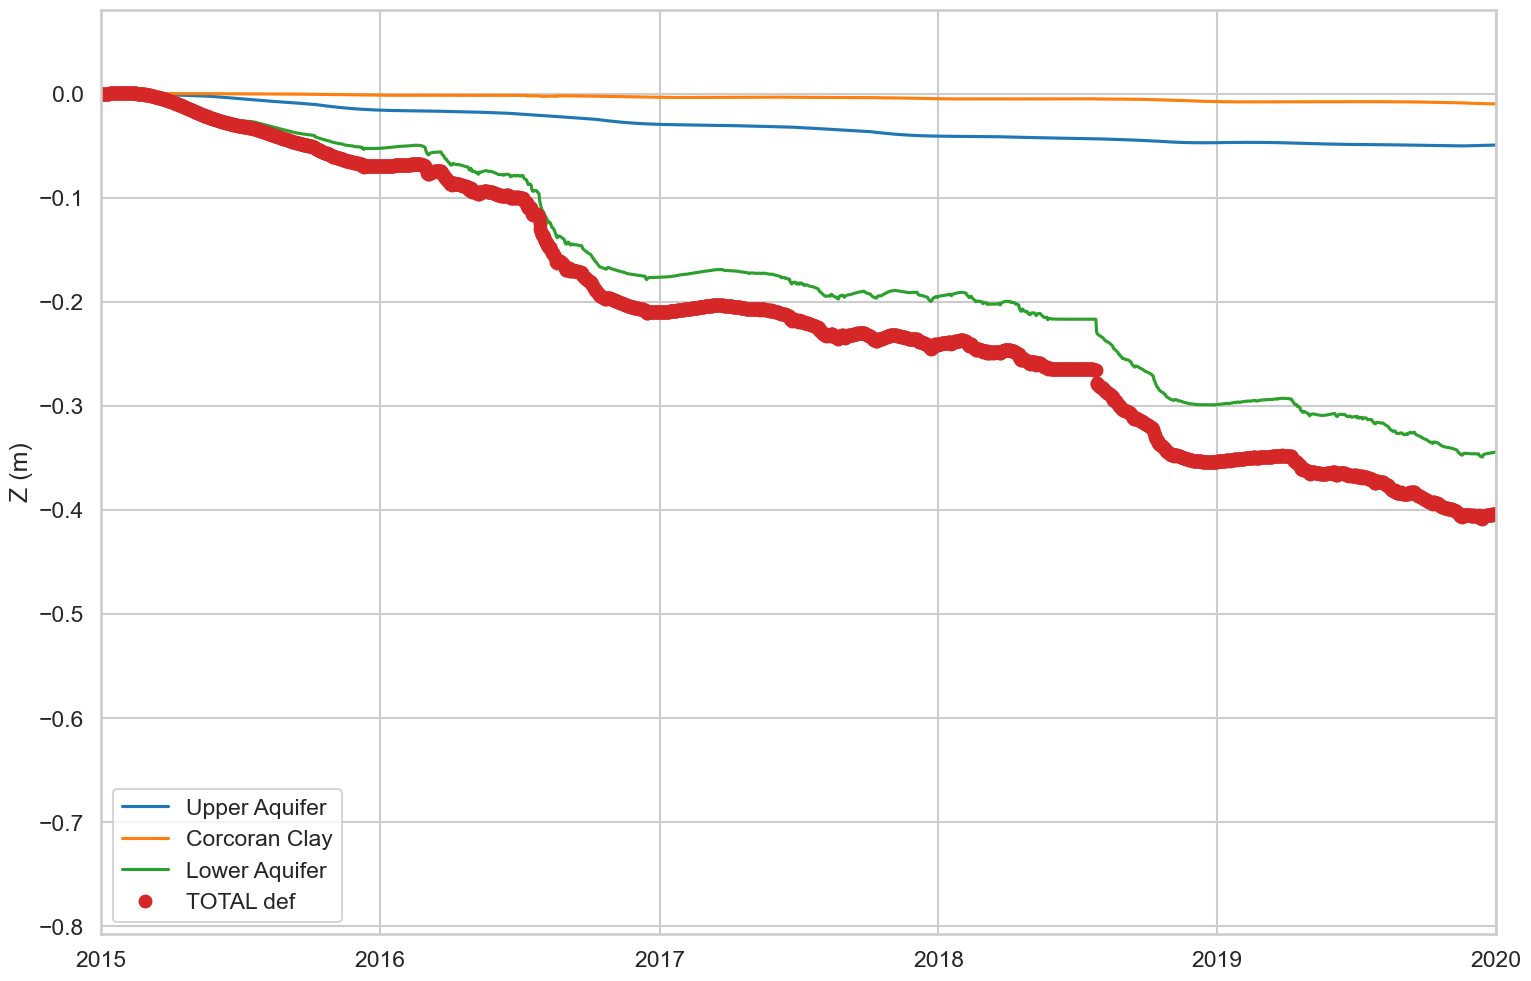 Z (m)
0.0
−0.1
−0.2
−0.3
−0.4
−0.5
−0.6
−0.7
−0.8
Upper Aquifer
Corcoran Clay
Lower Aquifer
TOTAL def
2015 2016 2017 2018 2019 2020